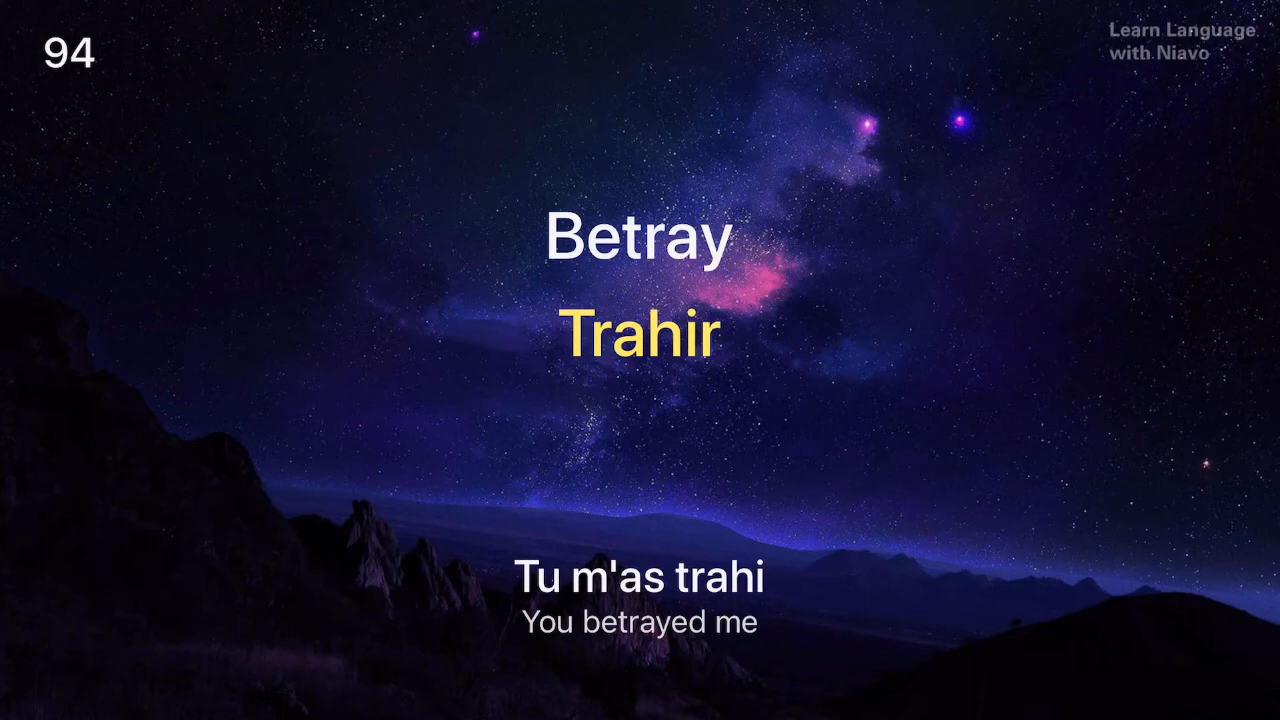 94
Learn Language
with Niavo
Betray
Trahir
Tu m'as trahi
You betrayed me